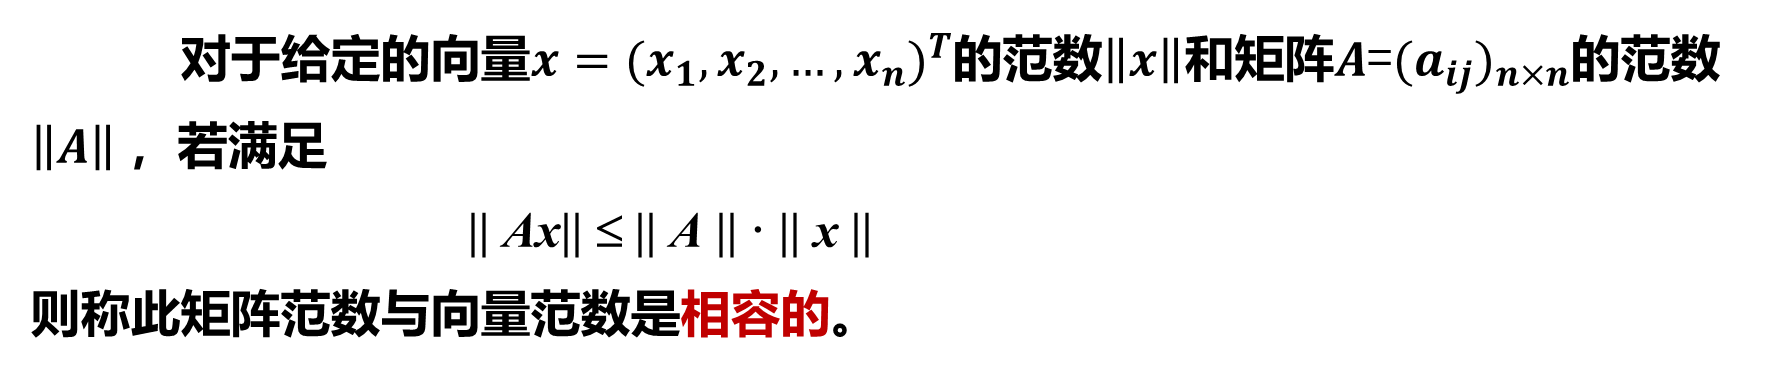 对于给定的向量x = (x₁, x₂, … , xₙ)ᵀ的范数‖x‖和矩阵A=(aᵢⱼ)ₙ×ₙ的范数
‖A‖，若满足
‖ Ax‖ ≤ ‖ A ‖ · ‖ x ‖
则称此矩阵范数与向量范数是相容的。